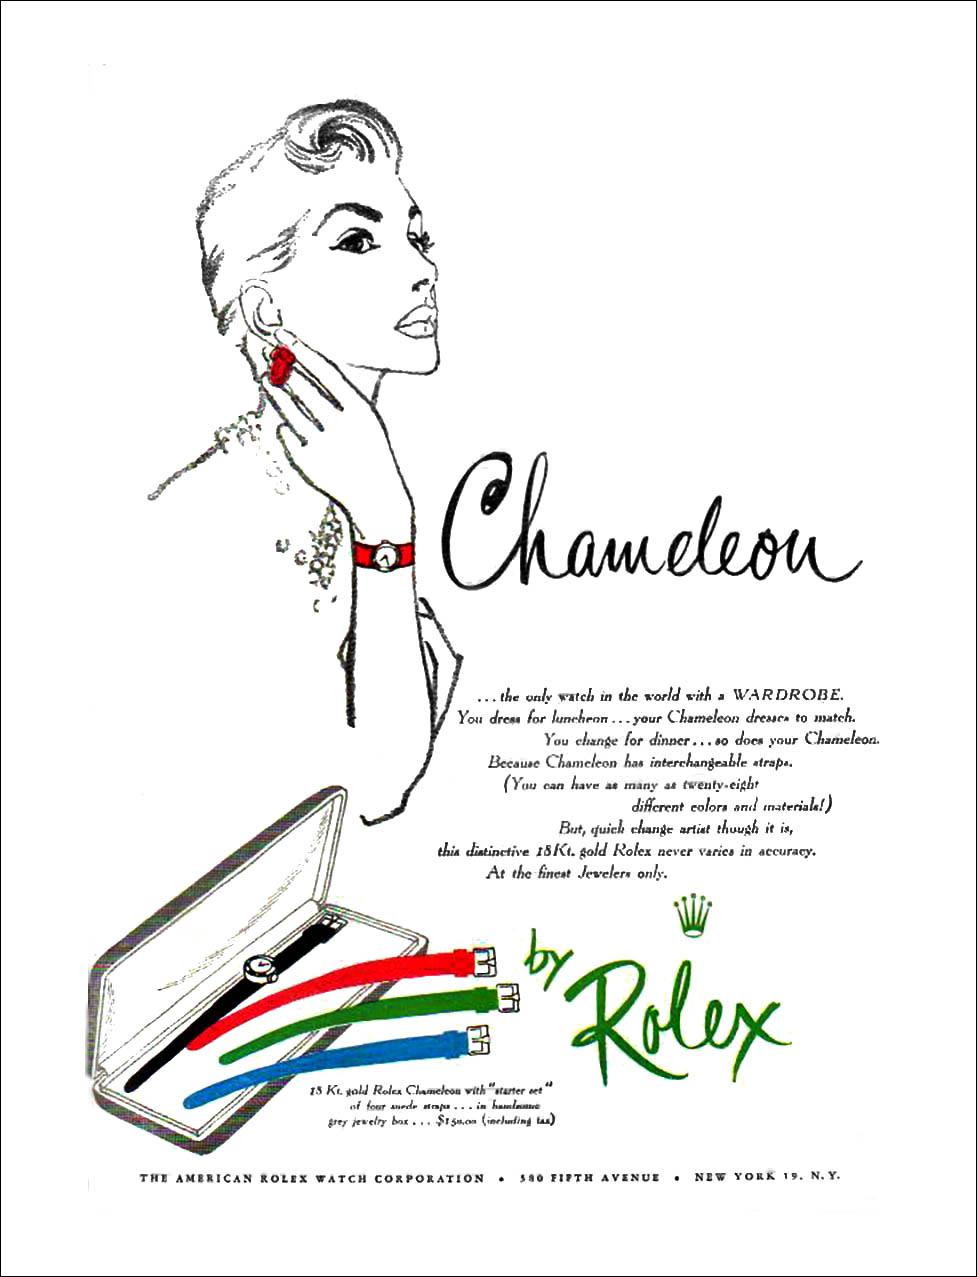 Chameleon
...the only watch in the world with a WARDROBE.
You dress for luncheon...your Chameleon dresses to match.
You change for dinner...so does your Chameleon.
Because Chameleon has interchangeable straps.
(You can have as many as twenty-eight
different colors and materials!)
But, quick change artist though it is,
this distinctive 18Kt. gold Rolex never varies in accuracy.
At the finest Jewelers only.
by
Rolex
18 Kt. gold Rolex Chameleon with "starter set"
of four suede straps... in handsome
grey jewelry box... $150.00 (including tax)
THE AMERICAN ROLEX WATCH CORPORATION • 580 FIFTH AVENUE • NEW YORK 19, N.Y.